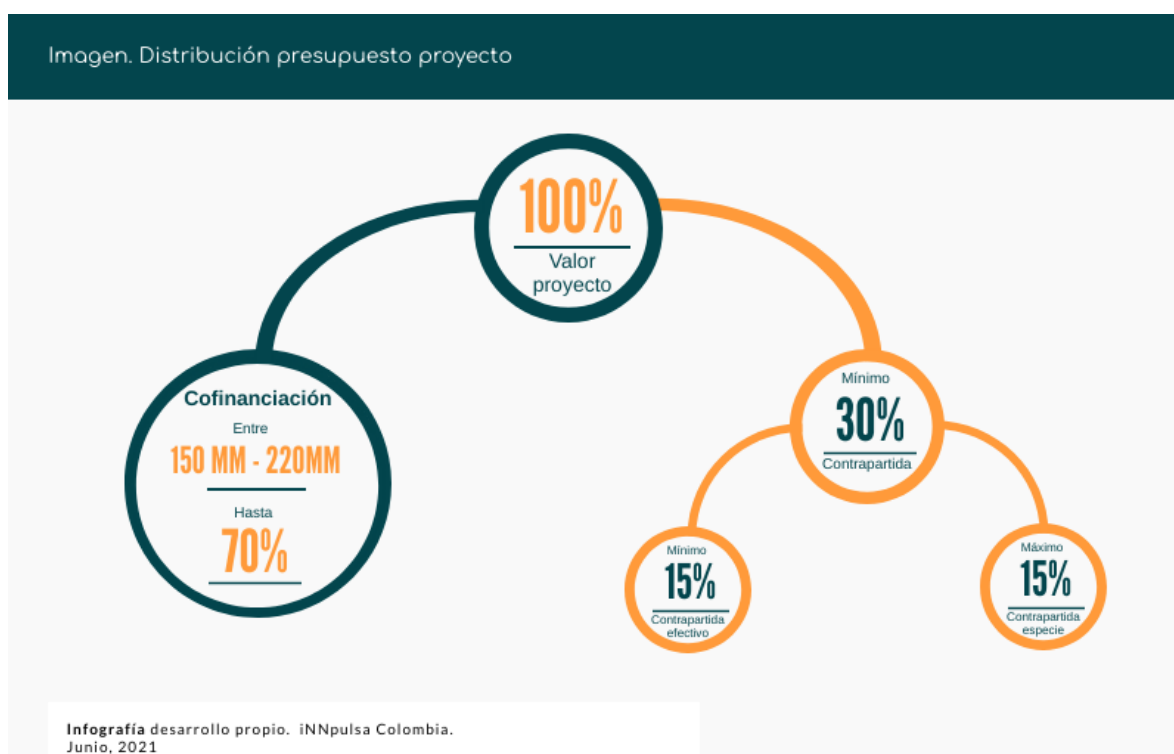 Imagen. Distribución presupuesto proyecto
100%
Valor
proyecto
Cofinanciación
Entre
150 MM - 220MM
Hasta
70%
Mínimo
30%
Contrapartida
Mínimo
15%
Contrapartida
efectivo
Máximo
15%
Contrapartida
especie
Infografía desarrollo propio. iNNpulsa Colombia.
Junio, 2021